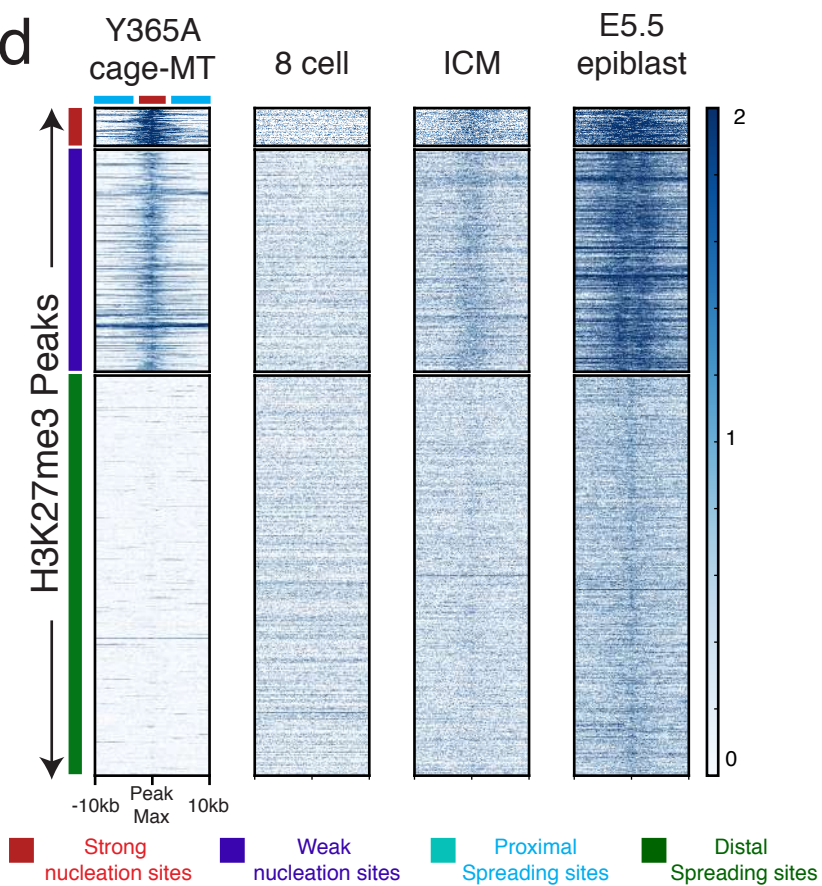 d
Y365A
cage-MT
8 cell
ICM
E5.5
epiblast
2
1
0
H3K27me3 Peaks
-10kb
Peak
Max
10kb
Strong
nucleation sites
Weak
nucleation sites
Proximal
Spreading sites
Distal
Spreading sites